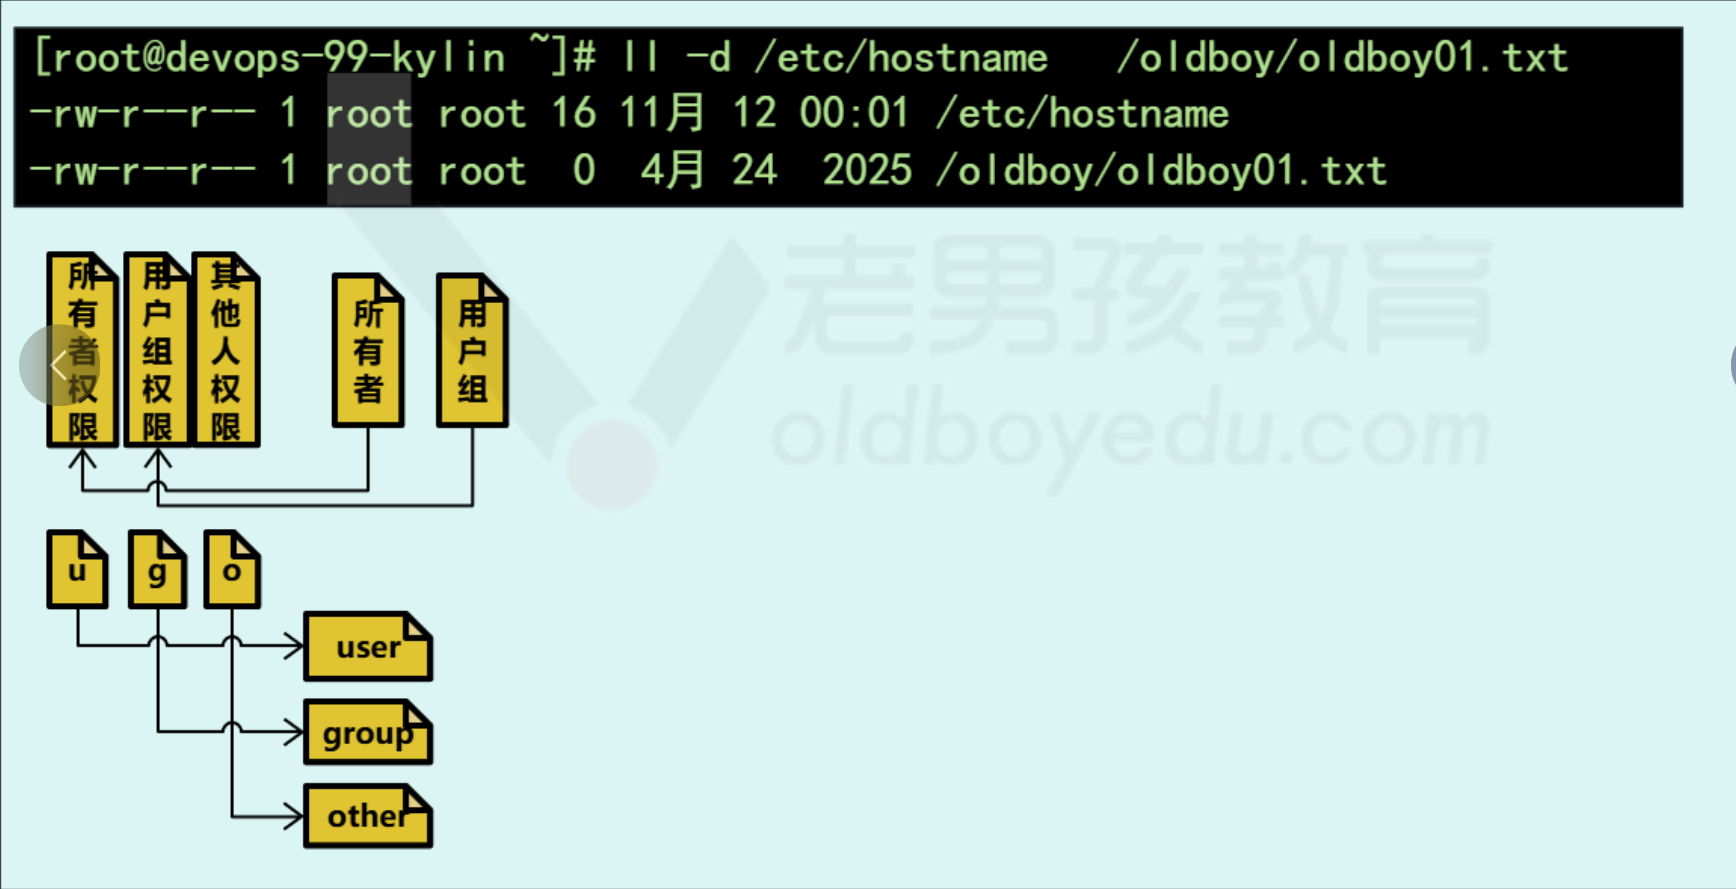 [root@devops-99-kylin ~]# ll -d /etc/hostname   /oldboy/oldboy01.txt
-rw-r--r-- 1 root root 16 11月 12 00:01 /etc/hostname
-rw-r--r-- 1 root root  0  4月 24  2025 /oldboy/oldboy01.txt
所有者权限
用户组权限
其他人权限
所有者
用户组
老男孩教育
oldboyedu.com
u
g
o
user
group
other